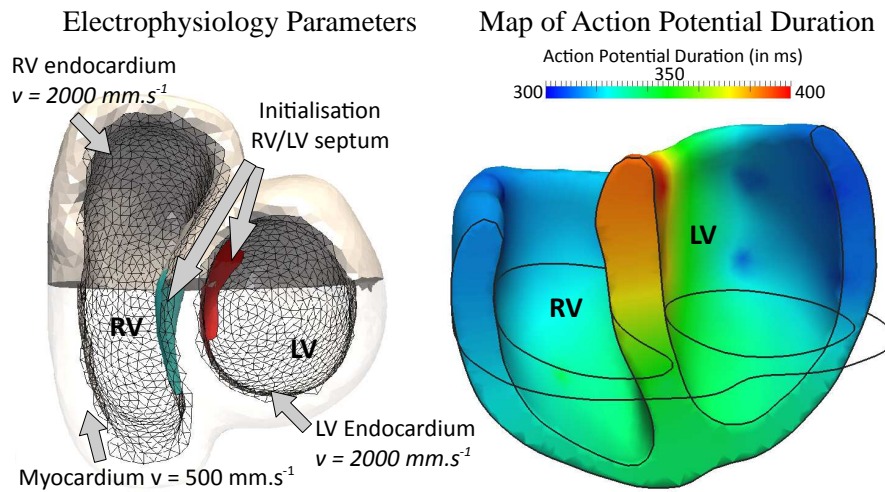 Electrophysiology Parameters
RV endocardium
v = 2000 mm.s⁻¹
Initialisation
RV/LV septum
RV
LV
LV Endocardium
v = 2000 mm.s⁻¹
Myocardium v = 500 mm.s⁻¹
Map of Action Potential Duration
Action Potential Duration (in ms)
350
300
400
LV
RV